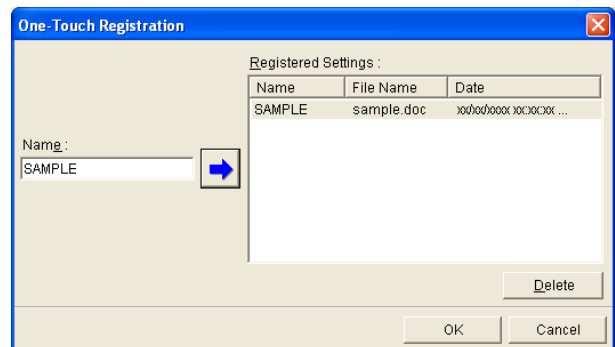 One-Touch Registration
Registered Settings :
Name File Name Date
SAMPLE sample.doc xx/xx/xxxx xx:xx:xx ...
Name :
SAMPLE
Delete
OK Cancel